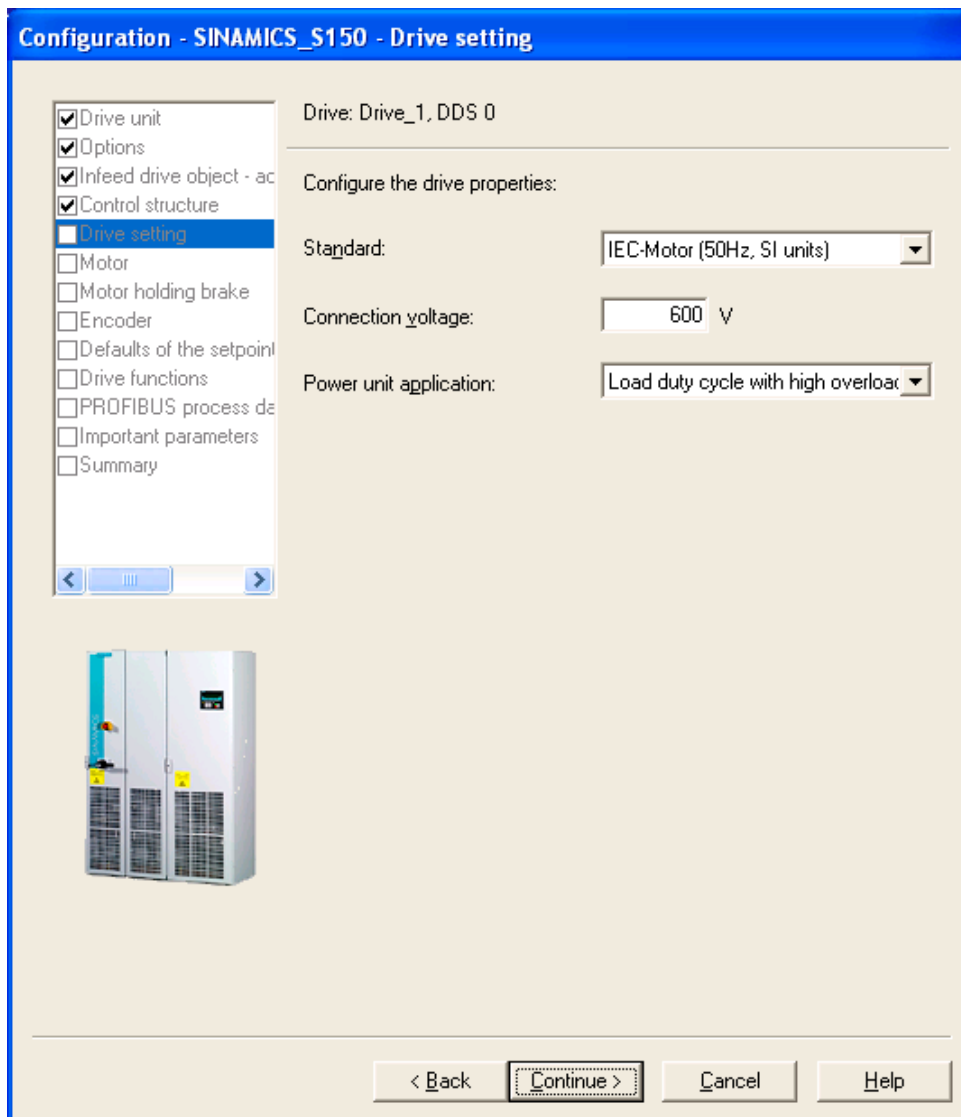 Configuration - SINAMICS_S150 - Drive setting
Drive unit
Options
Infeed drive object - ac
Control structure
Drive setting
Motor
Motor holding brake
Encoder
Defaults of the setpoint
Drive functions
PROFIBUS process da
Important parameters
Summary
Drive: Drive_1, DDS 0
Configure the drive properties:
Standard: IEC-Motor (50Hz, SI units)
Connection voltage: 600 V
Power unit application: Load duty cycle with high overload
SINAMICS
< Back Continue > Cancel Help